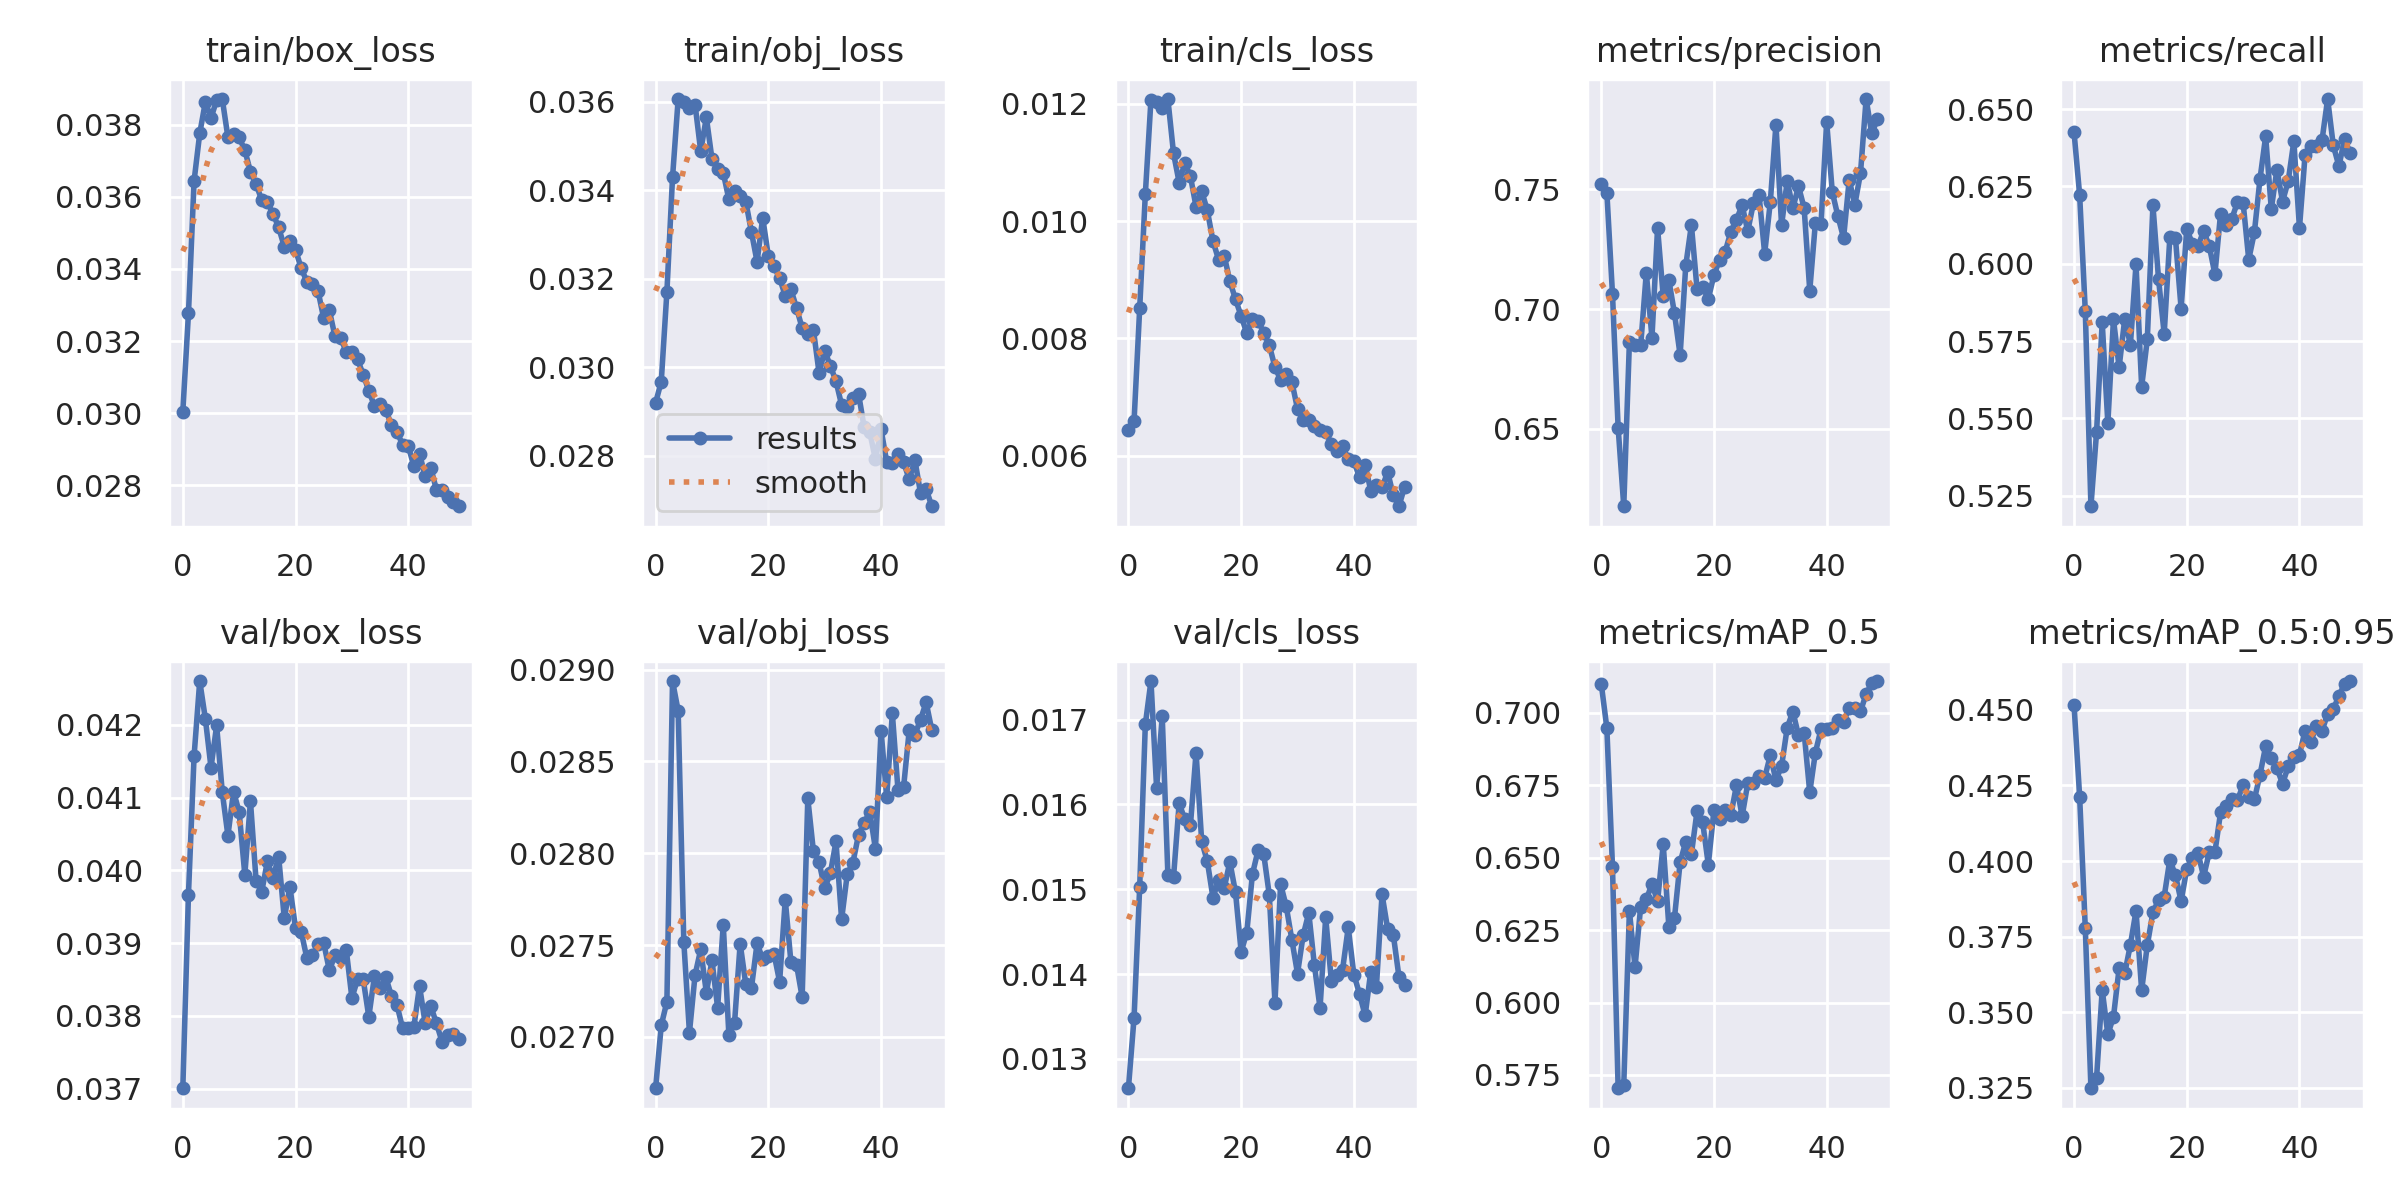 train/box_loss
0.038
0.036
0.034
0.032
0.030
0.028
0 20 40
train/obj_loss
0.036
0.034
0.032
0.030
0.028
results
smooth
0 20 40
train/cls_loss
0.012
0.010
0.008
0.006
0 20 40
metrics/precision
0.75
0.70
0.65
0 20 40
metrics/recall
0.650
0.625
0.600
0.575
0.550
0.525
0 20 40
val/box_loss
0.042
0.041
0.040
0.039
0.038
0.037
0 20 40
val/obj_loss
0.0290
0.0285
0.0280
0.0275
0.0270
0 20 40
val/cls_loss
0.017
0.016
0.015
0.014
0.013
0 20 40
metrics/mAP_0.5
0.700
0.675
0.650
0.625
0.600
0.575
0 20 40
metrics/mAP_0.5:0.95
0.450
0.425
0.400
0.375
0.350
0.325
0 20 40